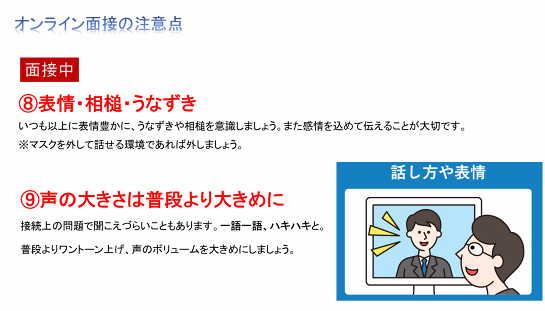 オンライン面接の注意点
面接中
⑧表情・相槌・うなずき
いつも以上に表情豊かに、うなずきや相槌を意識しましょう。また感情を込めて伝えることが大切です。
※マスクを外して話せる環境であれば外しましょう。
⑨声の大きさは普段より大きめに
接続上の問題で聞こえづらいこともあります。一語一語、ハキハキと。
普段よりワントーン上げ、声のボリュームを大きめにしましょう。
話し方や表情